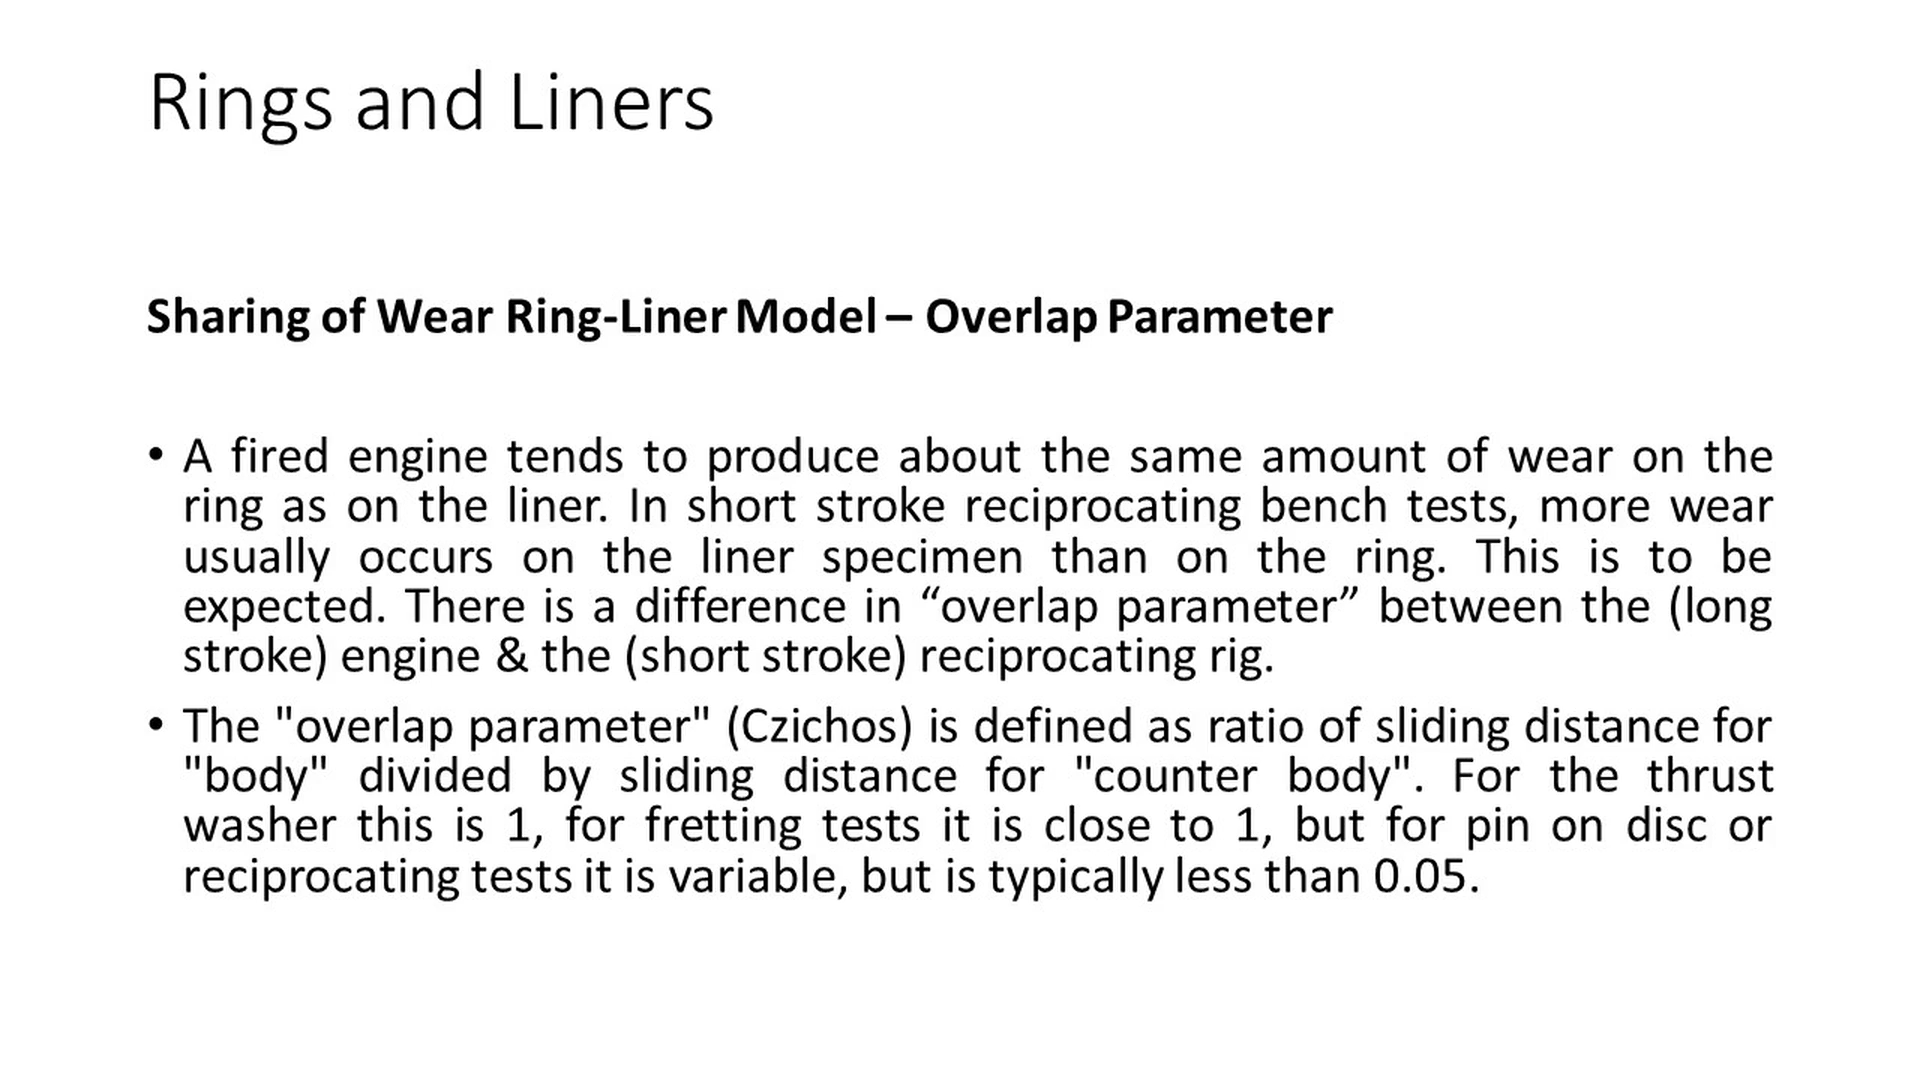 Rings and Liners
Sharing of Wear Ring-Liner Model – Overlap Parameter
• A fired engine tends to produce about the same amount of wear on the
ring as on the liner. In short stroke reciprocating bench tests, more wear
usually occurs on the liner specimen than on the ring. This is to be
expected. There is a difference in “overlap parameter” between the (long
stroke) engine & the (short stroke) reciprocating rig.
• The "overlap parameter" (Czichos) is defined as ratio of sliding distance for
"body" divided by sliding distance for "counter body". For the thrust
washer this is 1, for fretting tests it is close to 1, but for pin on disc or
reciprocating tests it is variable, but is typically less than 0.05.